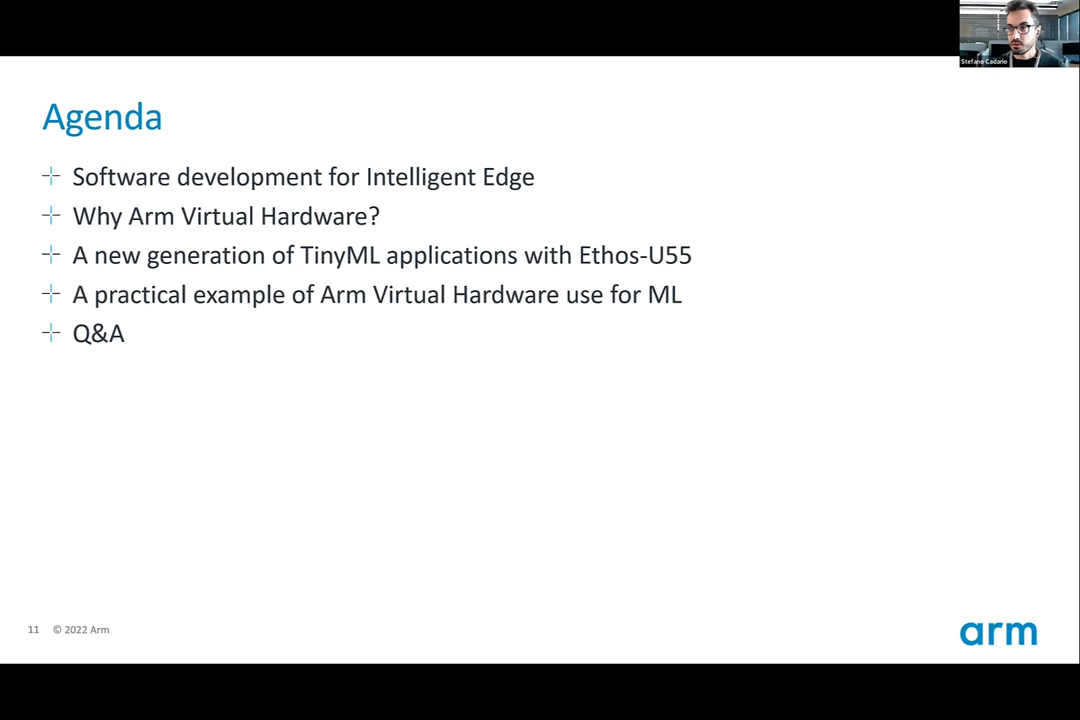 Stefano Cadario
Agenda
Software development for Intelligent Edge
Why Arm Virtual Hardware?
A new generation of TinyML applications with Ethos-U55
A practical example of Arm Virtual Hardware use for ML
Q&A
11 © 2022 Arm
arm